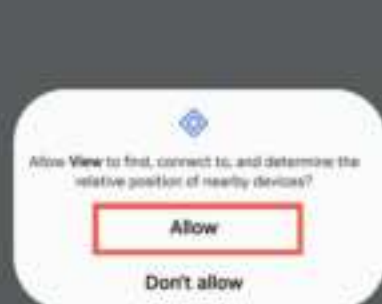 Allow View to find, connect to, and determine the
relative position of nearby devices?
Allow
Don't allow